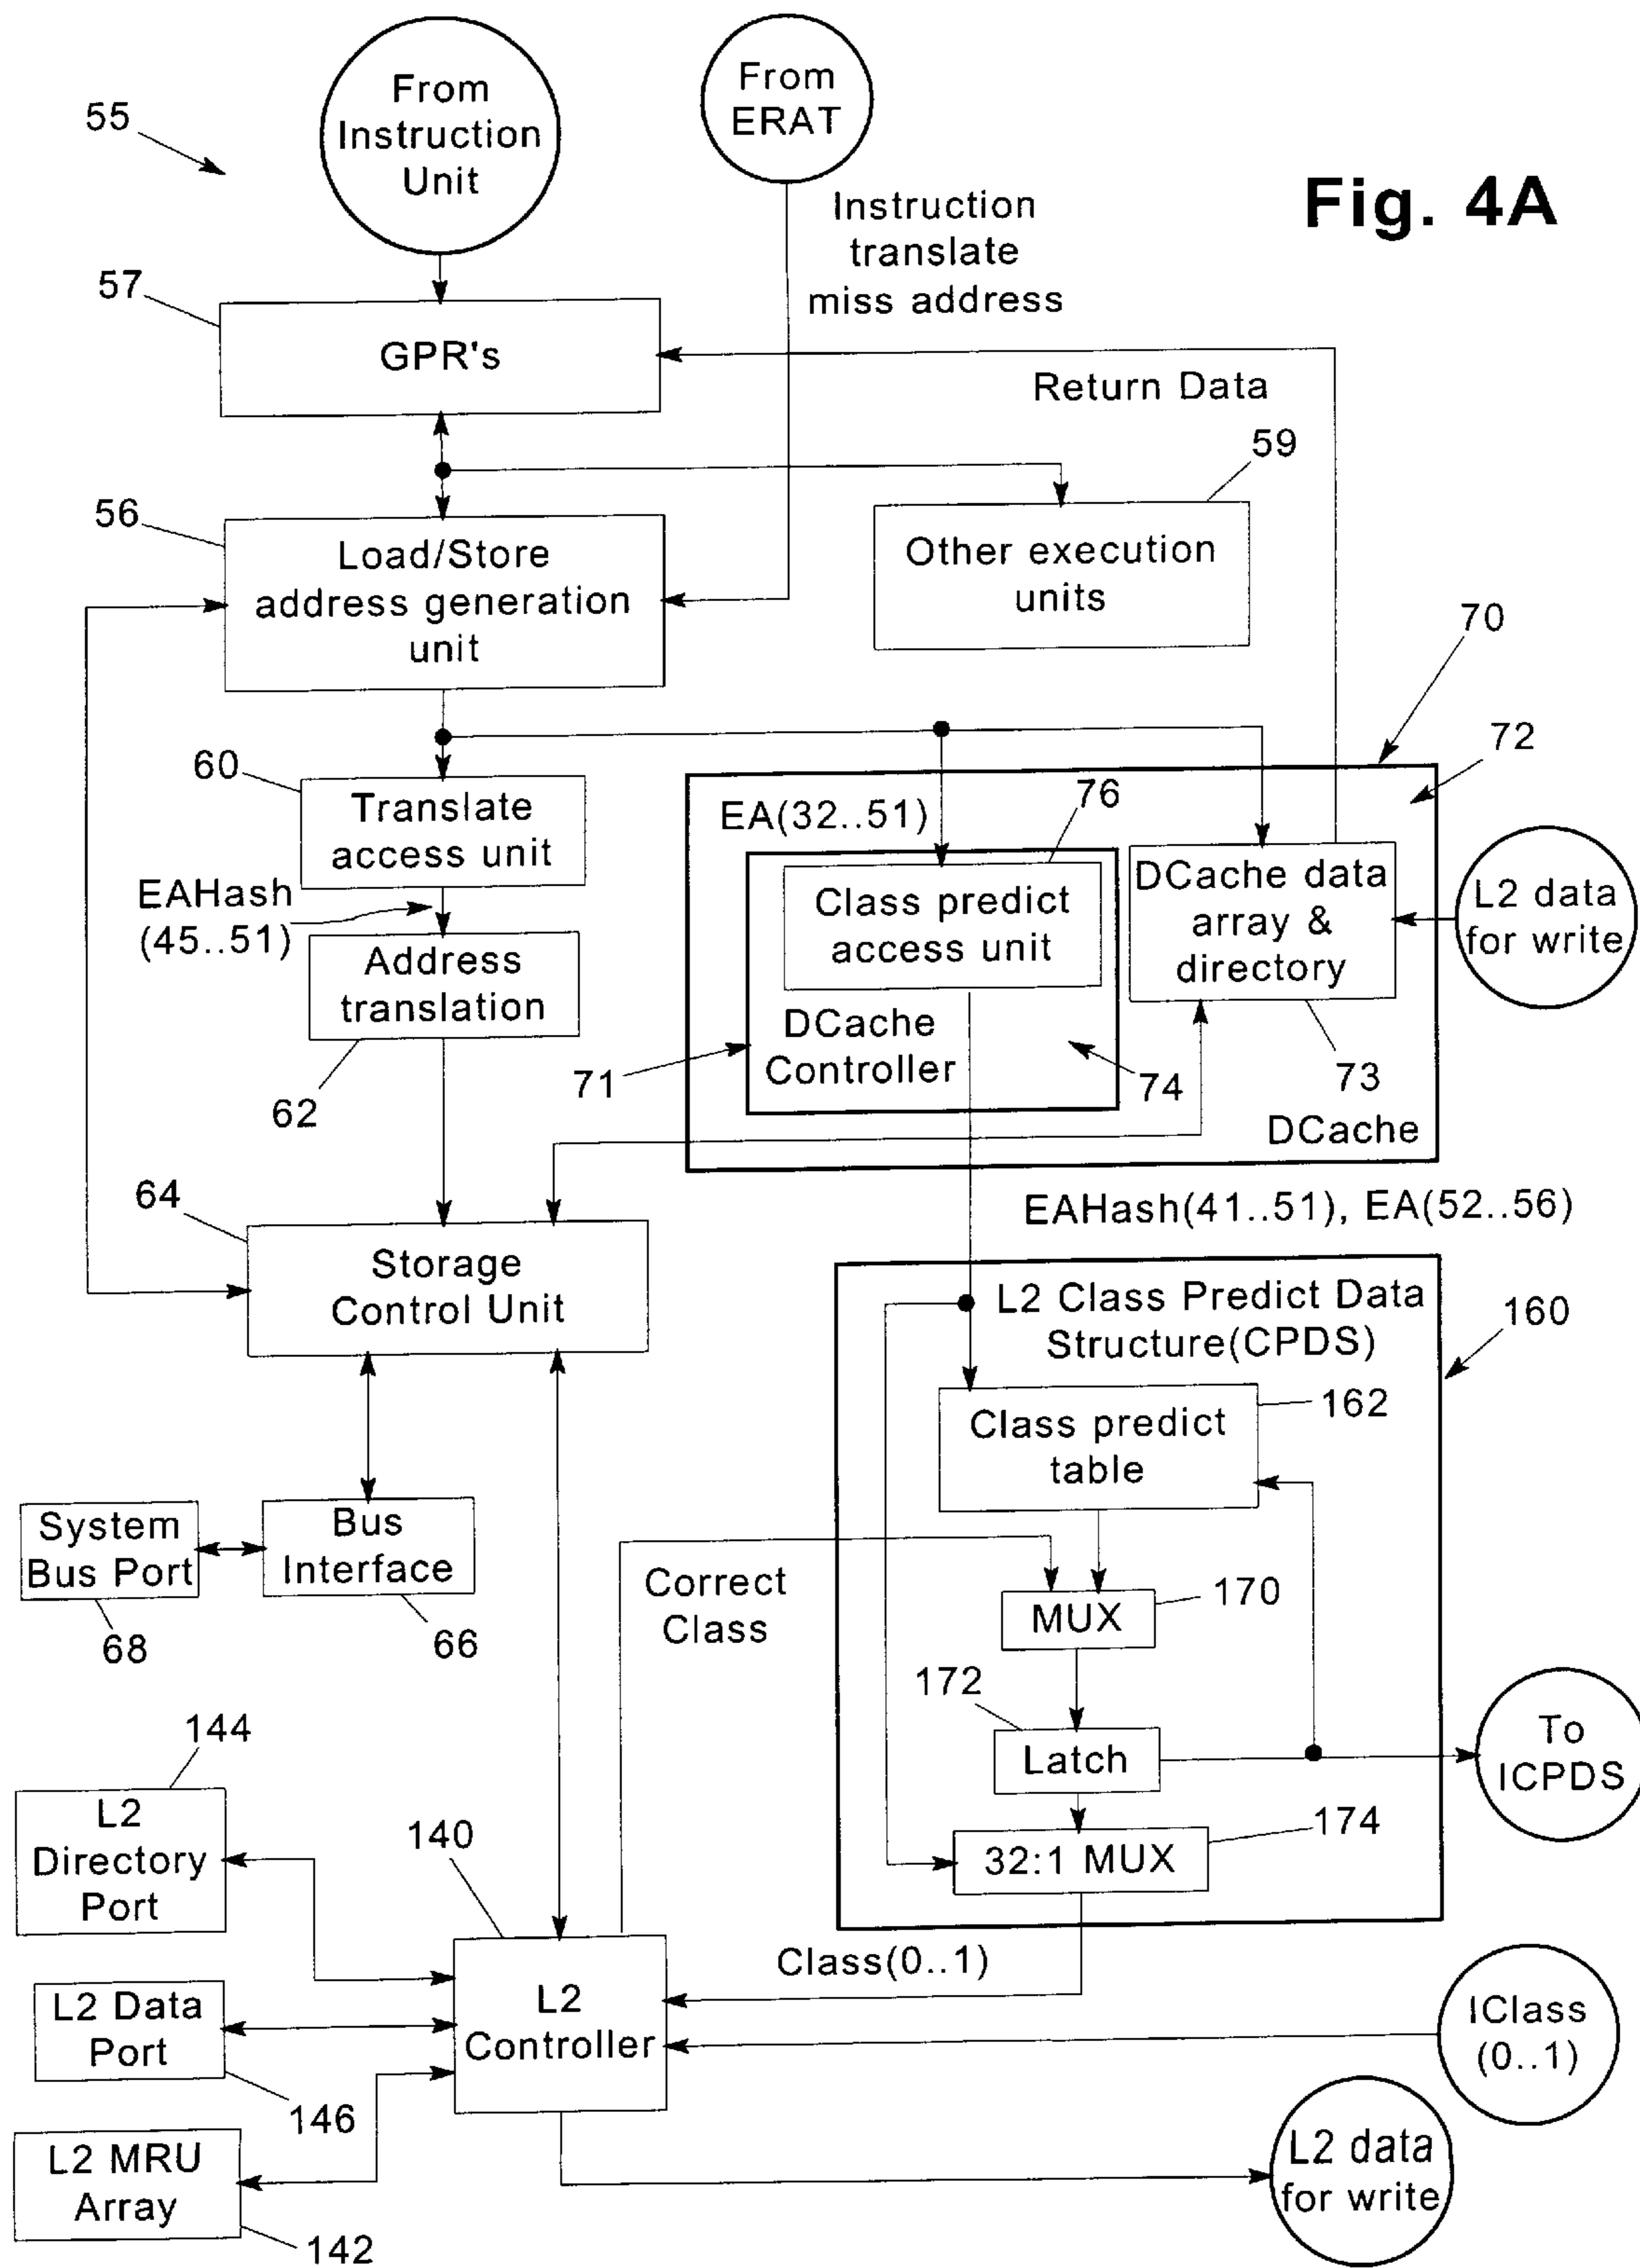 From
Instruction
Unit
From
ERAT
55
Fig. 4A
Instruction
translate
miss address
57
GPR's
Return Data
59
56
Load/Store
address generation
unit
Other execution
units
70
72
60
Translate
access unit
EA(32..51)
76
Class predict
access unit
DCache data
array &
directory
L2 data
for write
EAHash
(45..51)
Address
translation
62
DCache
Controller
71
74
73
DCache
64
Storage
Control Unit
EAHash(41..51), EA(52..56)
L2 Class Predict Data
Structure(CPDS)
160
162
Class predict
table
System
Bus Port
68
Bus
Interface
66
Correct
Class
MUX
170
172
Latch
To
ICPDS
144
L2
Directory
Port
140
32:1 MUX
174
Class(0..1)
L2
Controller
L2 Data
Port
146
IClass
(0..1)
L2 MRU
Array
142
L2 data
for write